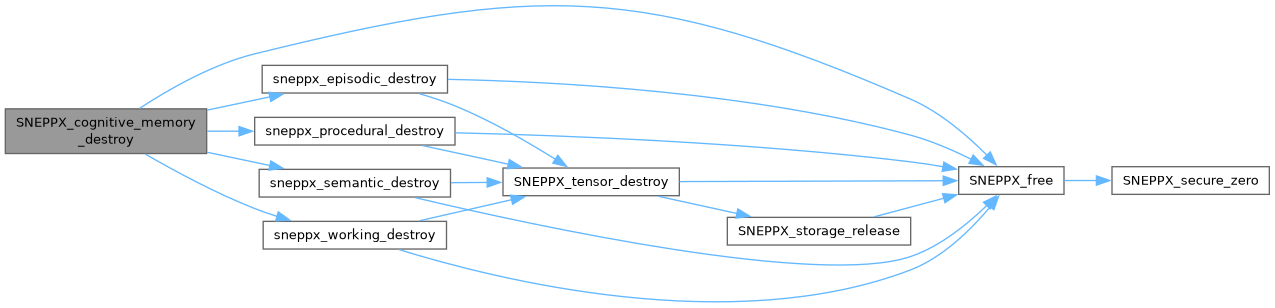 SNEPPX_cognitive_memory
_destroy
sneppx_episodic_destroy
sneppx_procedural_destroy
sneppx_semantic_destroy
sneppx_working_destroy
SNEPPX_tensor_destroy
SNEPPX_storage_release
SNEPPX_free
SNEPPX_secure_zero